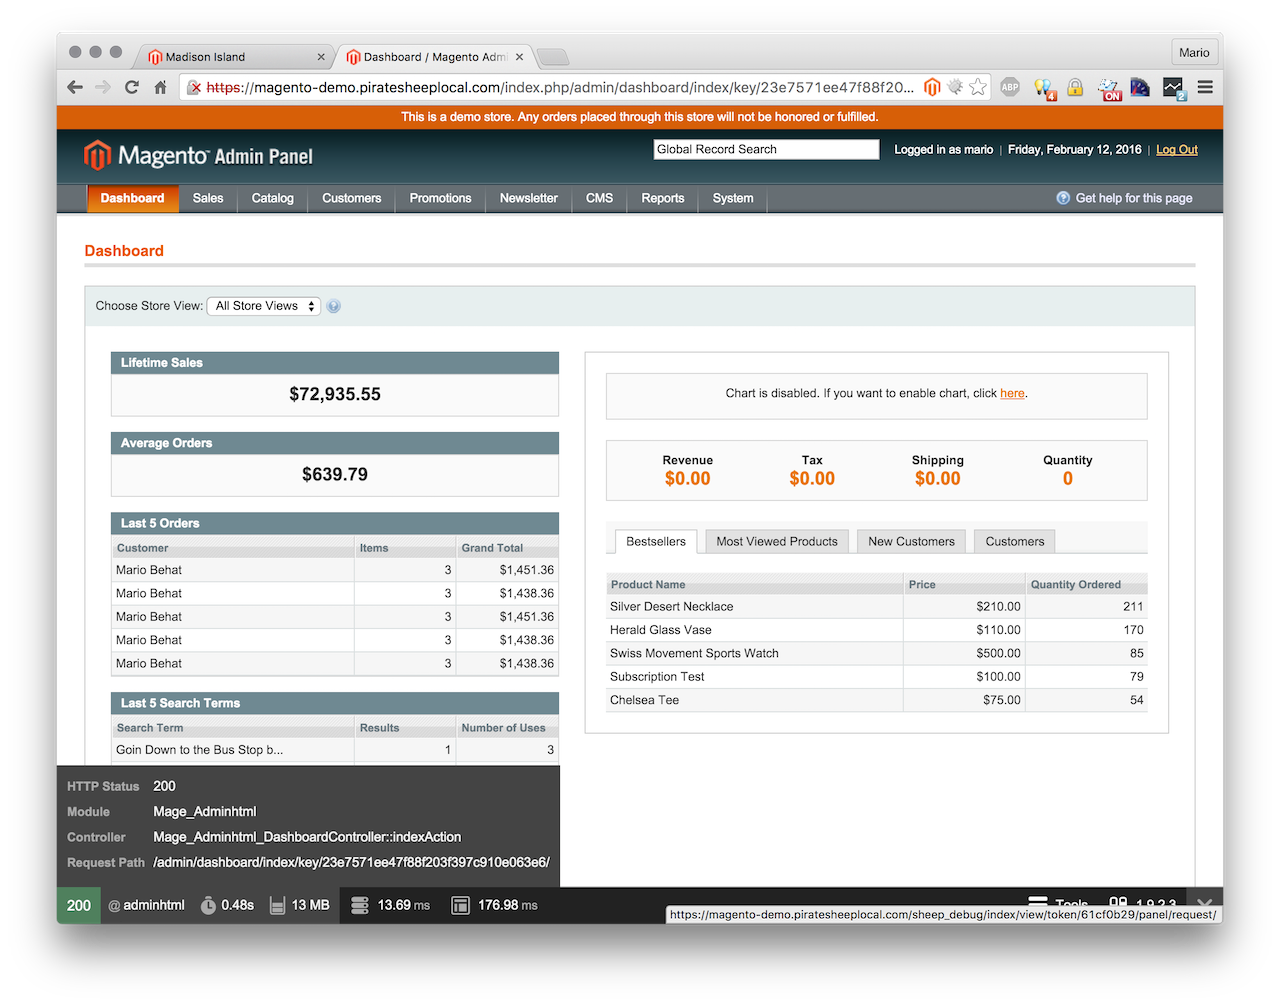 Madison Island
Dashboard / Magento Adm
Mario
https://magento-demo.piratesheeplocal.com/index.php/admin/dashboard/index/key/23e7571ee47f88f20...
ABP
4
ON
2
This is a demo store. Any orders placed through this store will not be honored or fulfilled.
Magento Admin Panel
Global Record Search
Logged in as mario | Friday, February 12, 2016 | Log Out
Dashboard Sales Catalog Customers Promotions Newsletter CMS Reports System
Get help for this page
Dashboard
Choose Store View: All Store Views
Lifetime Sales
$72,935.55
Average Orders
$639.79
Last 5 Orders
Customer Items Grand Total
Mario Behat 3 $1,451.36
Mario Behat 3 $1,438.36
Mario Behat 3 $1,451.36
Mario Behat 3 $1,438.36
Mario Behat 3 $1,438.36
Last 5 Search Terms
Search Term Results Number of Uses
Goin Down to the Bus Stop b... 1 3
Chart is disabled. If you want to enable chart, click here.
Revenue Tax Shipping Quantity
$0.00 $0.00 $0.00 0
Bestsellers Most Viewed Products New Customers Customers
Product Name Price Quantity Ordered
Silver Desert Necklace $210.00 211
Herald Glass Vase $110.00 170
Swiss Movement Sports Watch $500.00 85
Subscription Test $100.00 79
Chelsea Tee $75.00 54
HTTP Status 200
Module Mage_Adminhtml
Controller Mage_Adminhtml_DashboardController::indexAction
Request Path /admin/dashboard/index/key/23e7571ee47f88f203f397c910e063e6/
200 @ adminhtml 0.48s 13 MB 13.69 ms 176.98 ms Tools 1.9.2.3
https://magento-demo.piratesheeplocal.com/sheep_debug/index/view/token/61cf0b29/panel/request/